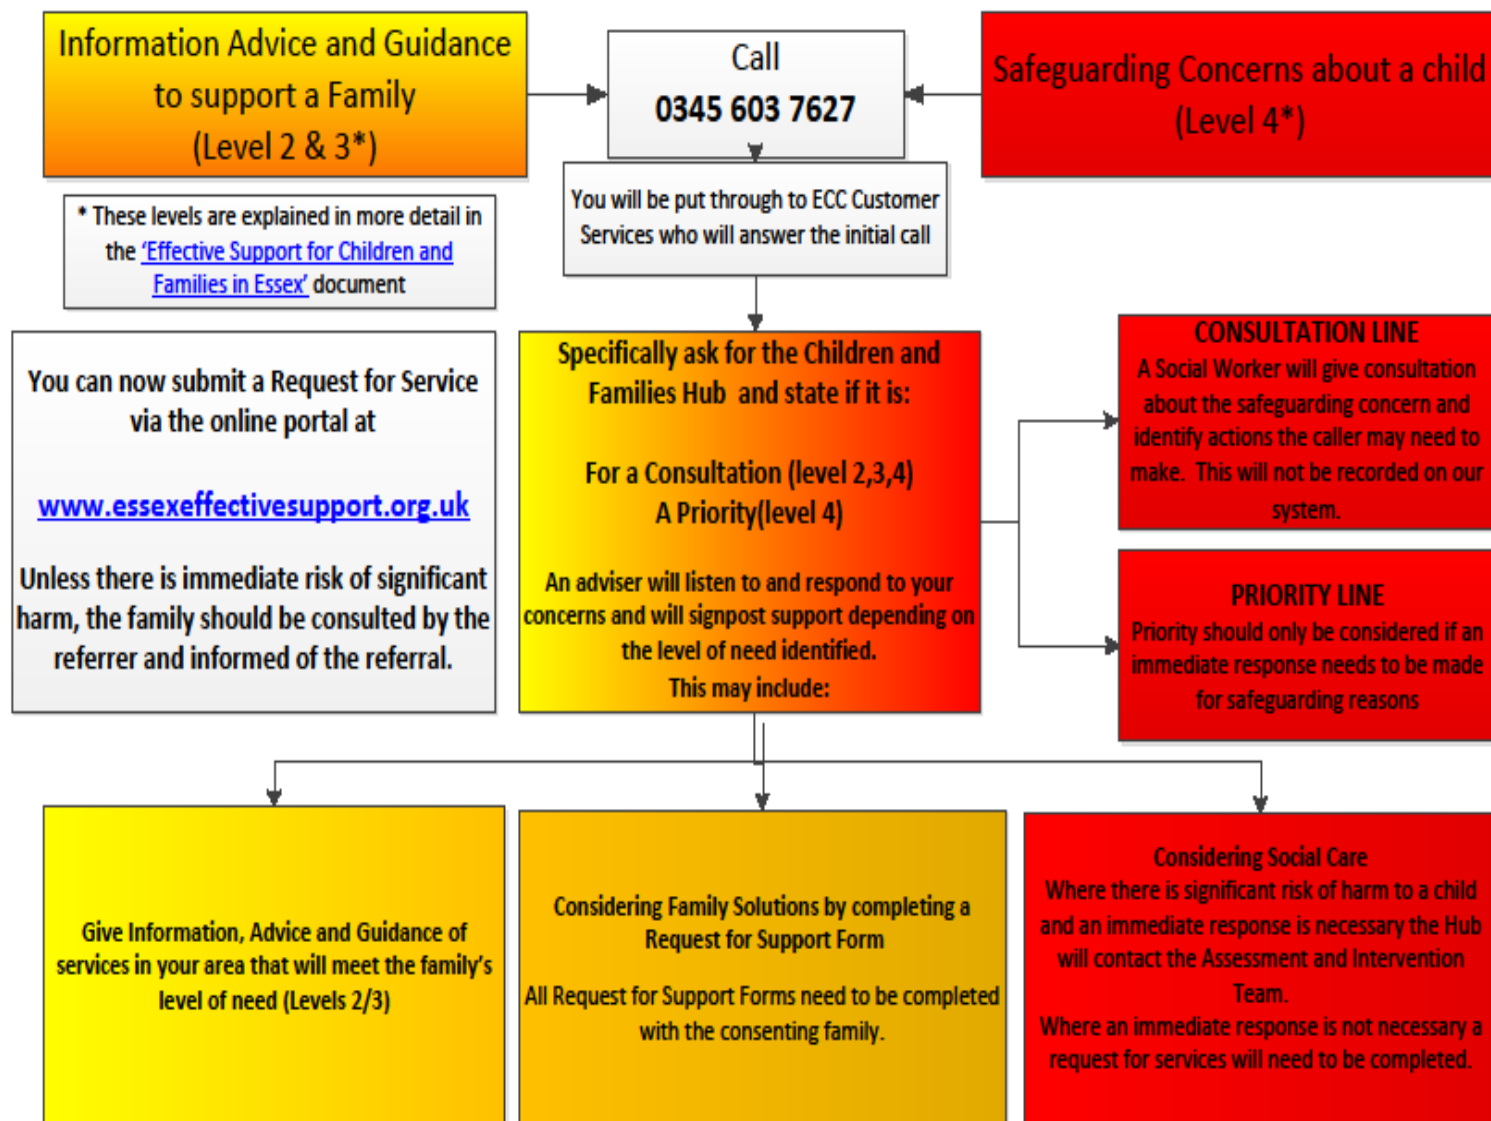 Information Advice and Guidance
to support a Family
(Level 2 & 3*)
Call
0345 603 7627
Safeguarding Concerns about a child
(Level 4*)
* These levels are explained in more detail in
the ‘Effective Support for Children and
Families in Essex’ document
You will be put through to ECC Customer
Services who will answer the initial call
You can now submit a Request for Service
via the online portal at
www.essexeffectivesupport.org.uk
Unless there is immediate risk of significant
harm, the family should be consulted by the
referrer and informed of the referral.
Specifically ask for the Children and
Families Hub and state if it is:
For a Consultation (level 2,3,4)
A Priority(level 4)
An adviser will listen to and respond to your
concerns and will signpost support depending on
the level of need identified.
This may include:
CONSULTATION LINE
A Social Worker will give consultation
about the safeguarding concern and
identify actions the caller may need to
make. This will not be recorded on our
system.
PRIORITY LINE
Priority should only be considered if an
immediate response needs to be made
for safeguarding reasons
Give Information, Advice and Guidance of
services in your area that will meet the family’s
level of need (Levels 2/3)
Considering Family Solutions by completing a
Request for Support Form
All Request for Support Forms need to be completed
with the consenting family.
Considering Social Care
Where there is significant risk of harm to a child
and an immediate response is necessary the Hub
will contact the Assessment and Intervention
Team.
Where an immediate response is not necessary a
request for services will need to be completed.